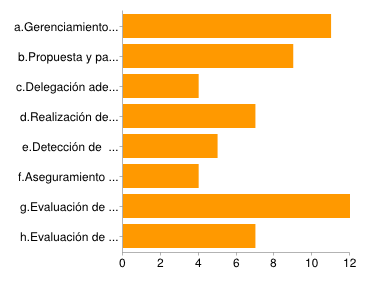 a.Gerenciamiento...
b.Propuesta y pa...
c.Delegación ade...
d.Realización de...
e.Detección de ...
f.Aseguramiento ...
g.Evaluación de ...
h.Evaluación de ...
0 2 4 6 8 10 12